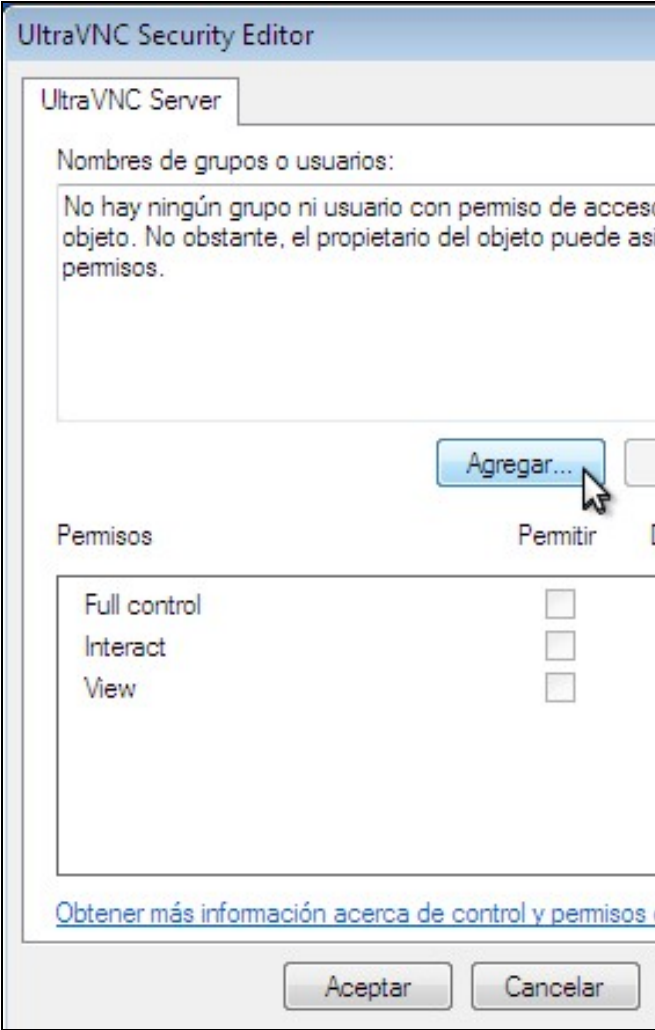 UltraVNC Security Editor
UltraVNC Server
Nombres de grupos o usuarios:
No hay ningún grupo ni usuario con permiso de acceso
objeto. No obstante, el propietario del objeto puede asi
permisos.
Agregar...
Permisos Permitir
Full control
Interact
View
Obtener más información acerca de control y permisos
Aceptar Cancelar